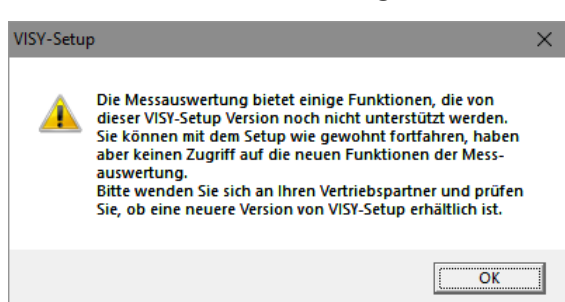 VISY-Setup
Die Messauswertung bietet einige Funktionen, die von
dieser VISY-Setup Version noch nicht unterstützt werden.
Sie können mit dem Setup wie gewohnt fortfahren, haben
aber keinen Zugriff auf die neuen Funktionen der Mess-
auswertung.
Bitte wenden Sie sich an Ihren Vertriebspartner und prüfen
Sie, ob eine neuere Version von VISY-Setup erhältlich ist.
OK